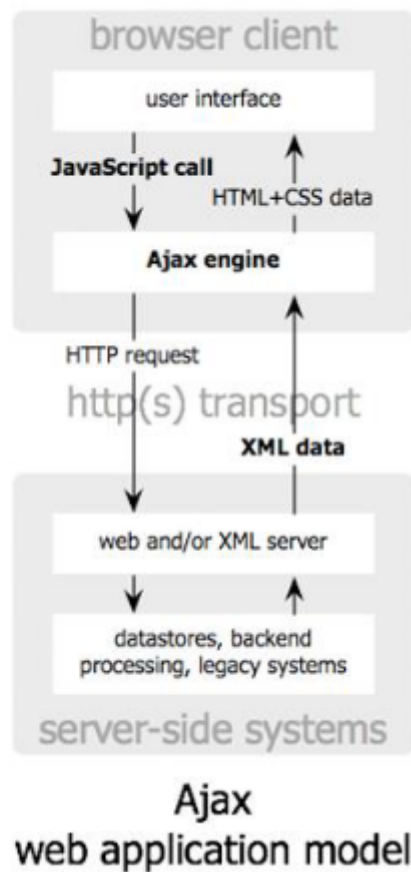 browser client
user interface
JavaScript call
HTML+CSS data
Ajax engine
HTTP request
http(s) transport
XML data
web and/or XML server
datastores, backend
processing, legacy systems
server-side systems
Ajax
web application model